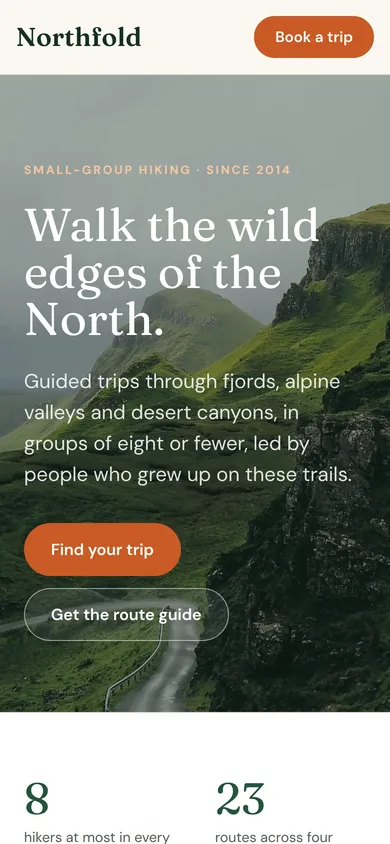 Northfold
Book a trip
SMALL-GROUP HIKING · SINCE 2014
Walk the wild
edges of the
North.
Guided trips through fjords, alpine
valleys and desert canyons, in
groups of eight or fewer, led by
people who grew up on these trails.
Find your trip
Get the route guide
8
hikers at most in every
23
routes across four